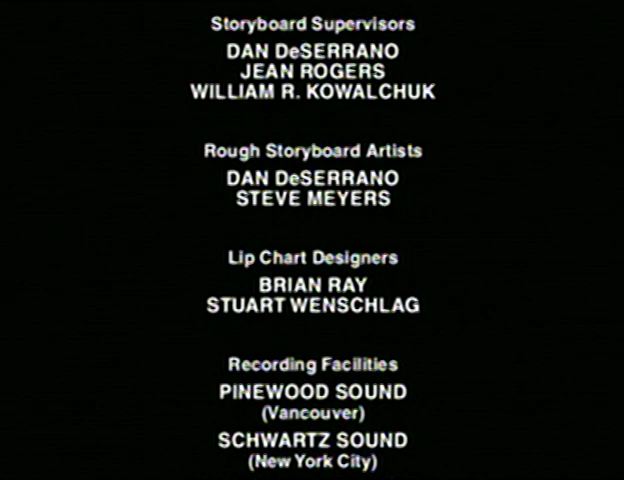 Storyboard Supervisors
DAN DeSERRANO
JEAN ROGERS
WILLIAM R. KOWALCHUK
Rough Storyboard Artists
DAN DeSERRANO
STEVE MEYERS
Lip Chart Designers
BRIAN RAY
STUART WENSCHLAG
Recording Facilities
PINEWOOD SOUND
(Vancouver)
SCHWARTZ SOUND
(New York City)